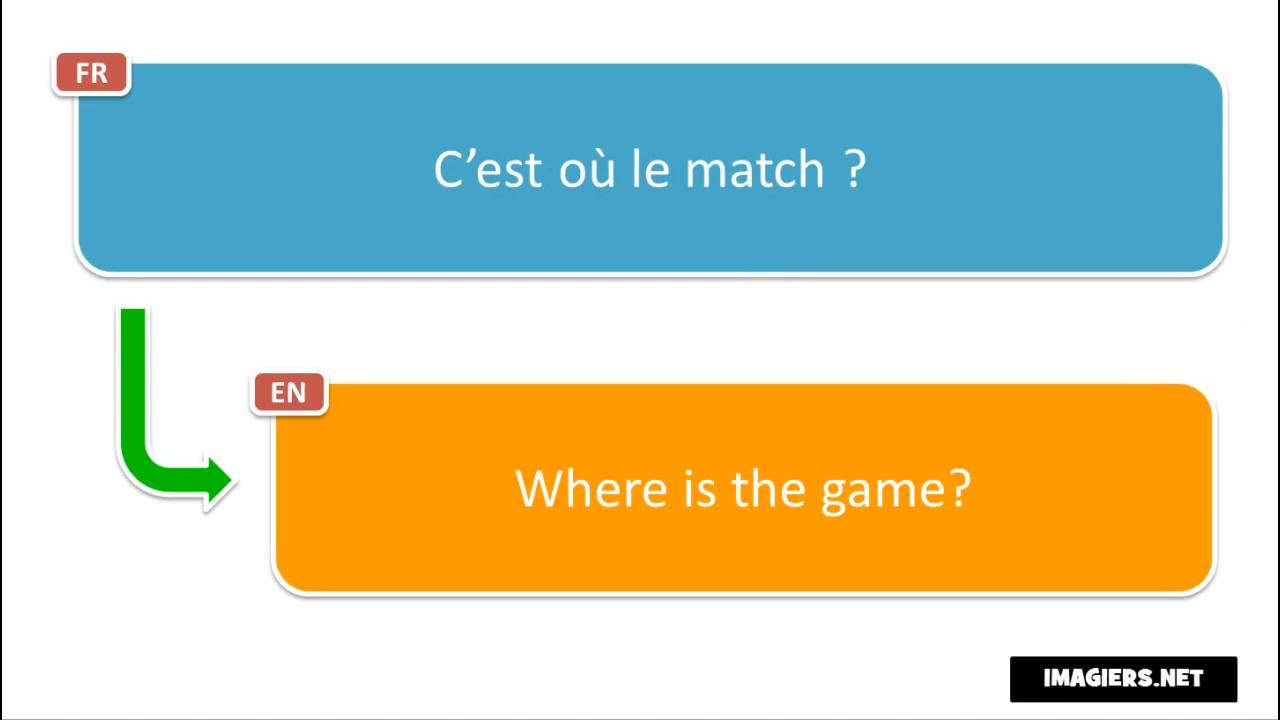 FR
C’est où le match ?
EN
Where is the game?
IMAGIERS.NET